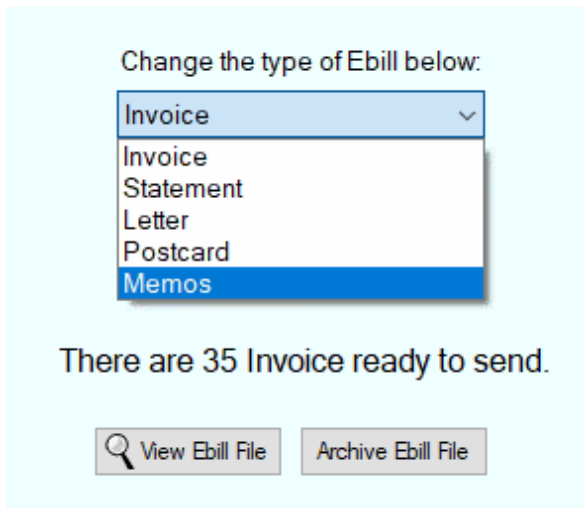 Change the type of Ebill below:
Invoice
Invoice
Statement
Letter
Postcard
Memos
There are 35 Invoice ready to send.
View Ebill File Archive Ebill File